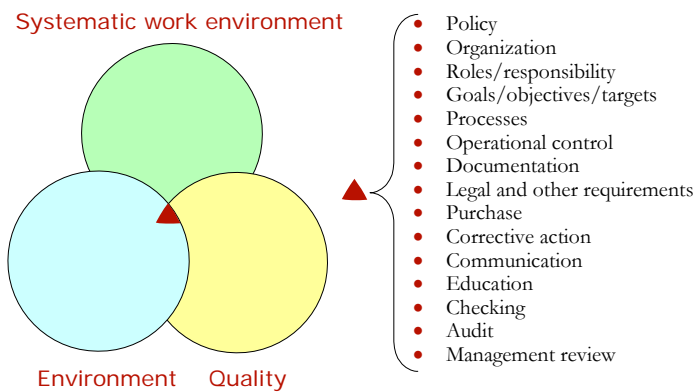 Systematic work environment
Policy
Organization
Roles/responsibility
Goals/objectives/targets
Processes
Operational control
Documentation
Legal and other requirements
Purchase
Corrective action
Communication
Education
Checking
Audit
Management review
Environment
Quality